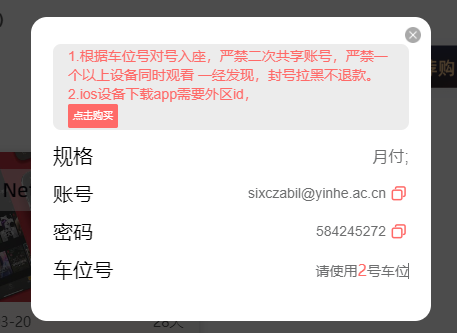 1.根据车位号对号入座，严禁二次共享账号，严禁一
个以上设备同时观看 一经发现，封号拉黑不退款。
2.ios设备下载app需要外区id，
点击购买
荐购
规格 月付;
账号 sixczabil@yinhe.ac.cn
Net
密码 584245272
车位号 请使用2号车位
3-20 28天